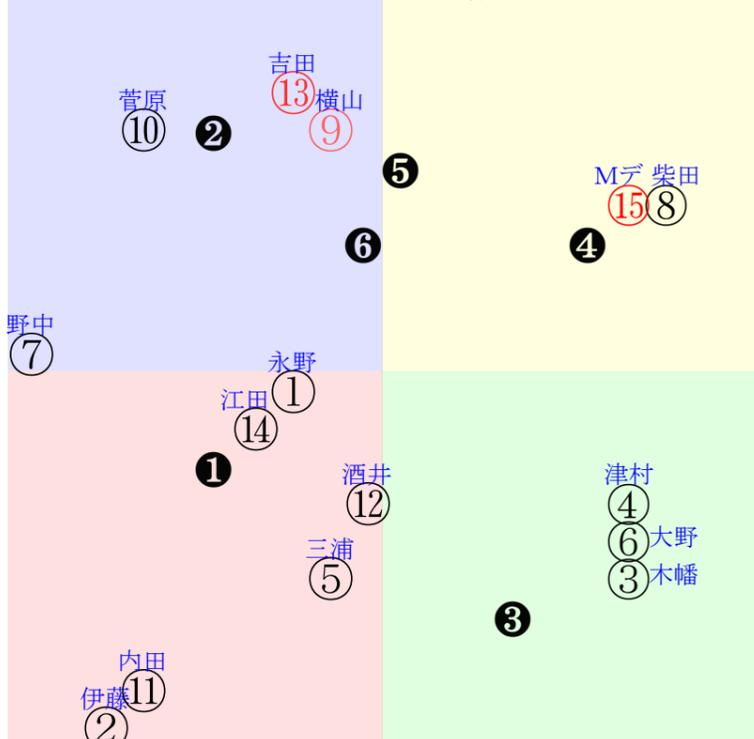 吉田
⑬
菅原
⑩
❷
横山
⑨
❺
Mデ 柴田
⑮ ⑧
❻
❹
野中
⑦
永野
①
江田
⑭
❶
酒井
⑫
津村
④
⑥大野
③木幡
三浦
⑤
❸
内田
⑪
伊藤
②